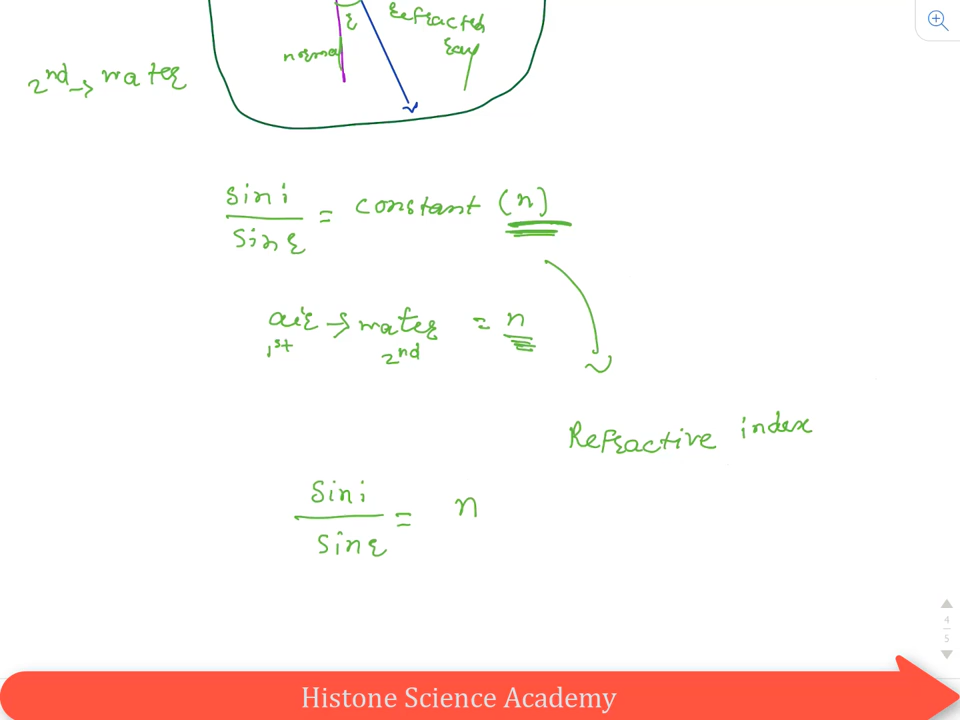 r
Refracted
ray
normal
2nd → water
sin i / sin r = constant (n)
air → water = n
1st 2nd
Refractive index
sin i / sin r = n
4
5
Histone Science Academy